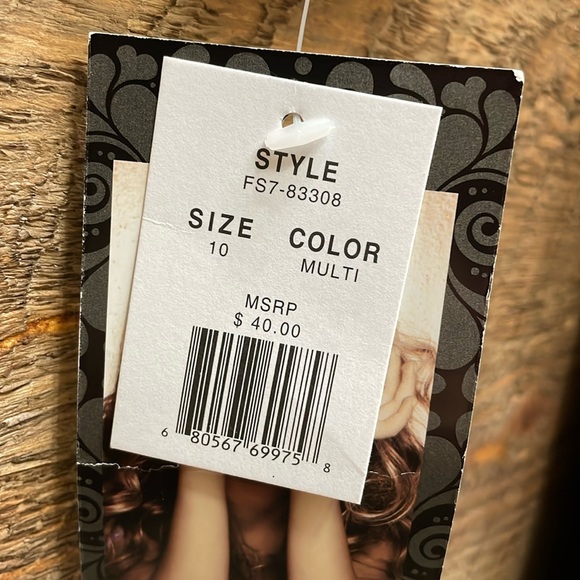 STYLE
FS7-83308
SIZE COLOR
10 MULTI
MSRP
$ 40.00
6 80567 69975 8